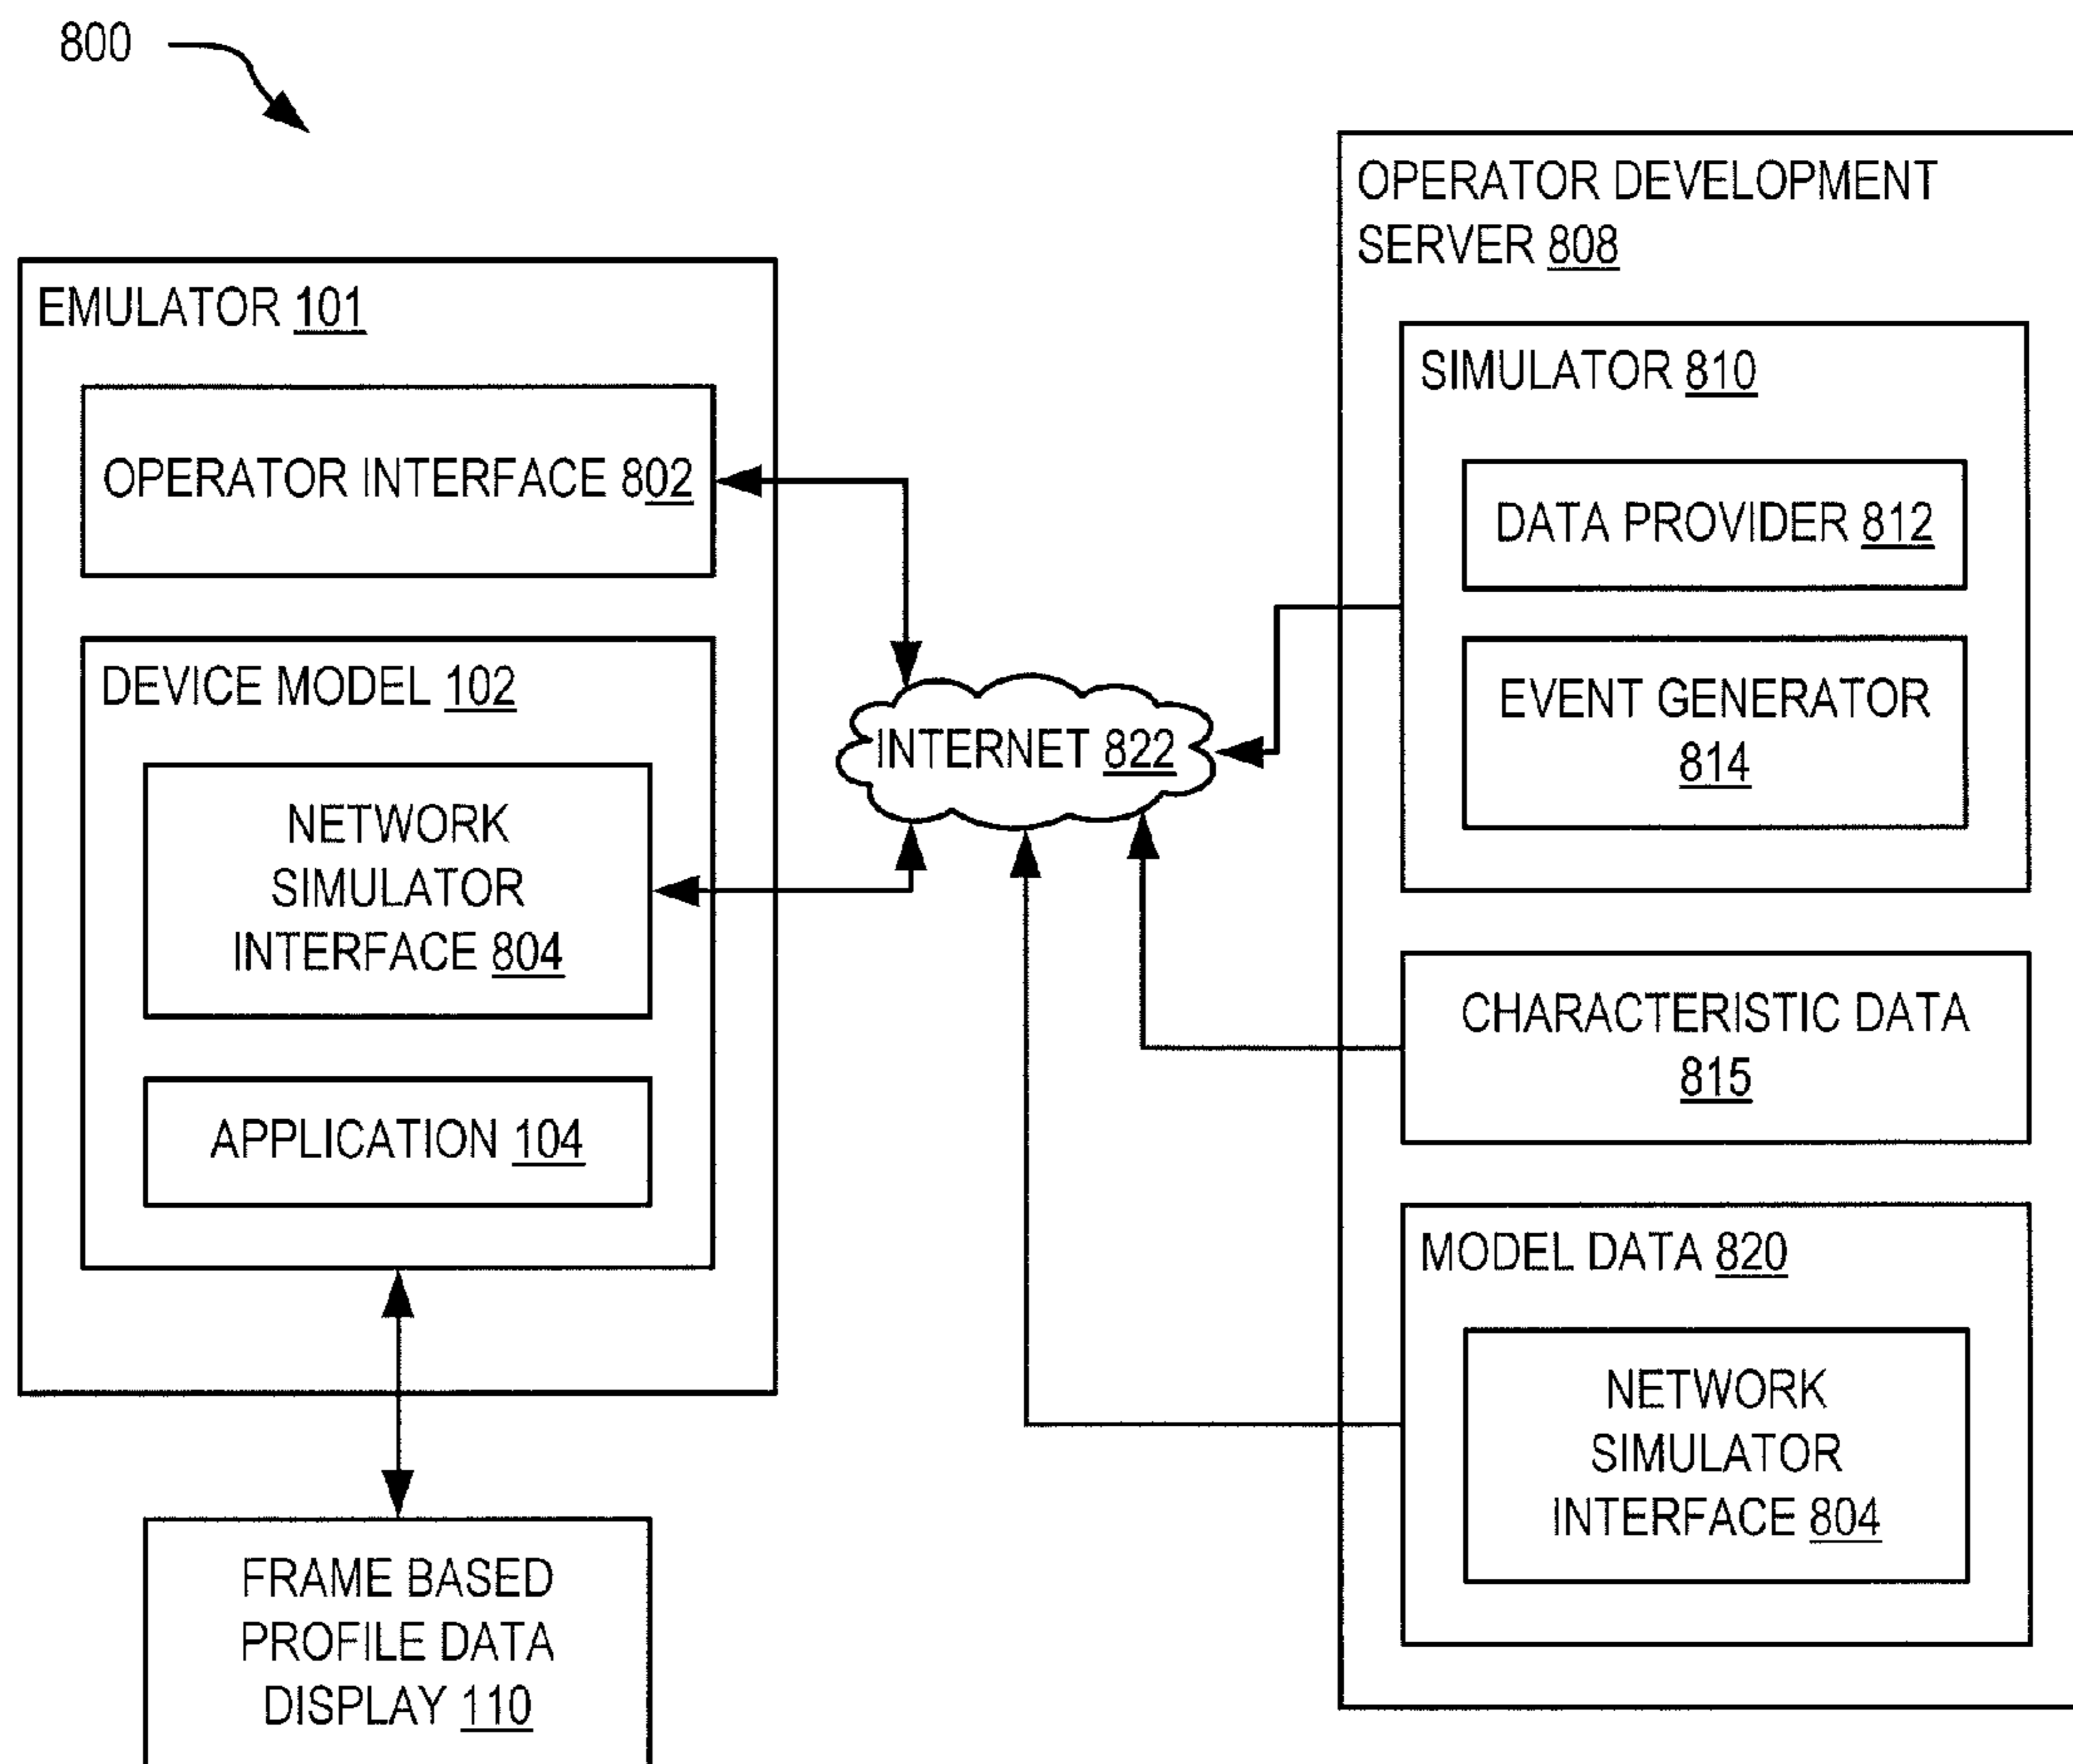 800
EMULATOR 101
OPERATOR INTERFACE 802
DEVICE MODEL 102
NETWORK
SIMULATOR
INTERFACE 804
APPLICATION 104
FRAME BASED
PROFILE DATA
DISPLAY 110
INTERNET 822
OPERATOR DEVELOPMENT
SERVER 808
SIMULATOR 810
DATA PROVIDER 812
EVENT GENERATOR
814
CHARACTERISTIC DATA
815
MODEL DATA 820
NETWORK
SIMULATOR
INTERFACE 804